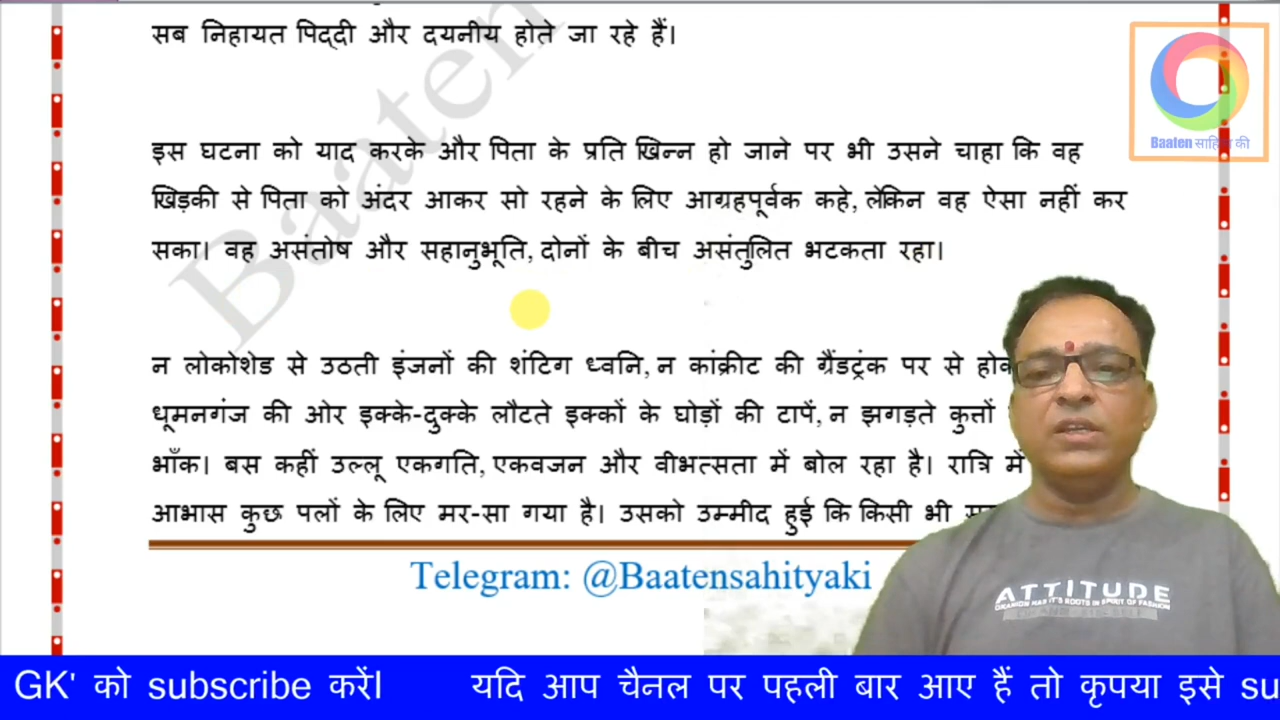 सब निहायत पिद्दी और दयनीय होते जा रहे हैं।
Baaten साहित्य की
इस घटना को याद करके और पिता के प्रति खिन्न हो जाने पर भी उसने चाहा कि वह
खिड़की से पिता को अंदर आकर सो रहने के लिए आग्रहपूर्वक कहे, लेकिन वह ऐसा नहीं कर
सका। वह असंतोष और सहानुभूति, दोनों के बीच असंतुलित भटकता रहा।
Baaten
न लोकोशेड से उठती इंजनों की शंटिग ध्वनि, न कांक्रीट की ग्रैंडट्रंक पर से
धूमनगंज की ओर इक्के-दुक्के लौटते इक्कों के घोड़ों की टापें, न झगड़ते कुत्तों
भाँक। बस कहीं उल्लू एकगति, एकवजन और वीभत्सता में बोल रहा है। रात्रि में
आभास कुछ पलों के लिए मर-सा गया है। उसको उम्मीद हुई कि किसी भी
Telegram: @Baatensahityaki
ATTITUDE
GK' को subscribe करें। यदि आप चैनल पर पहली बार आए हैं तो कृपया इसे su